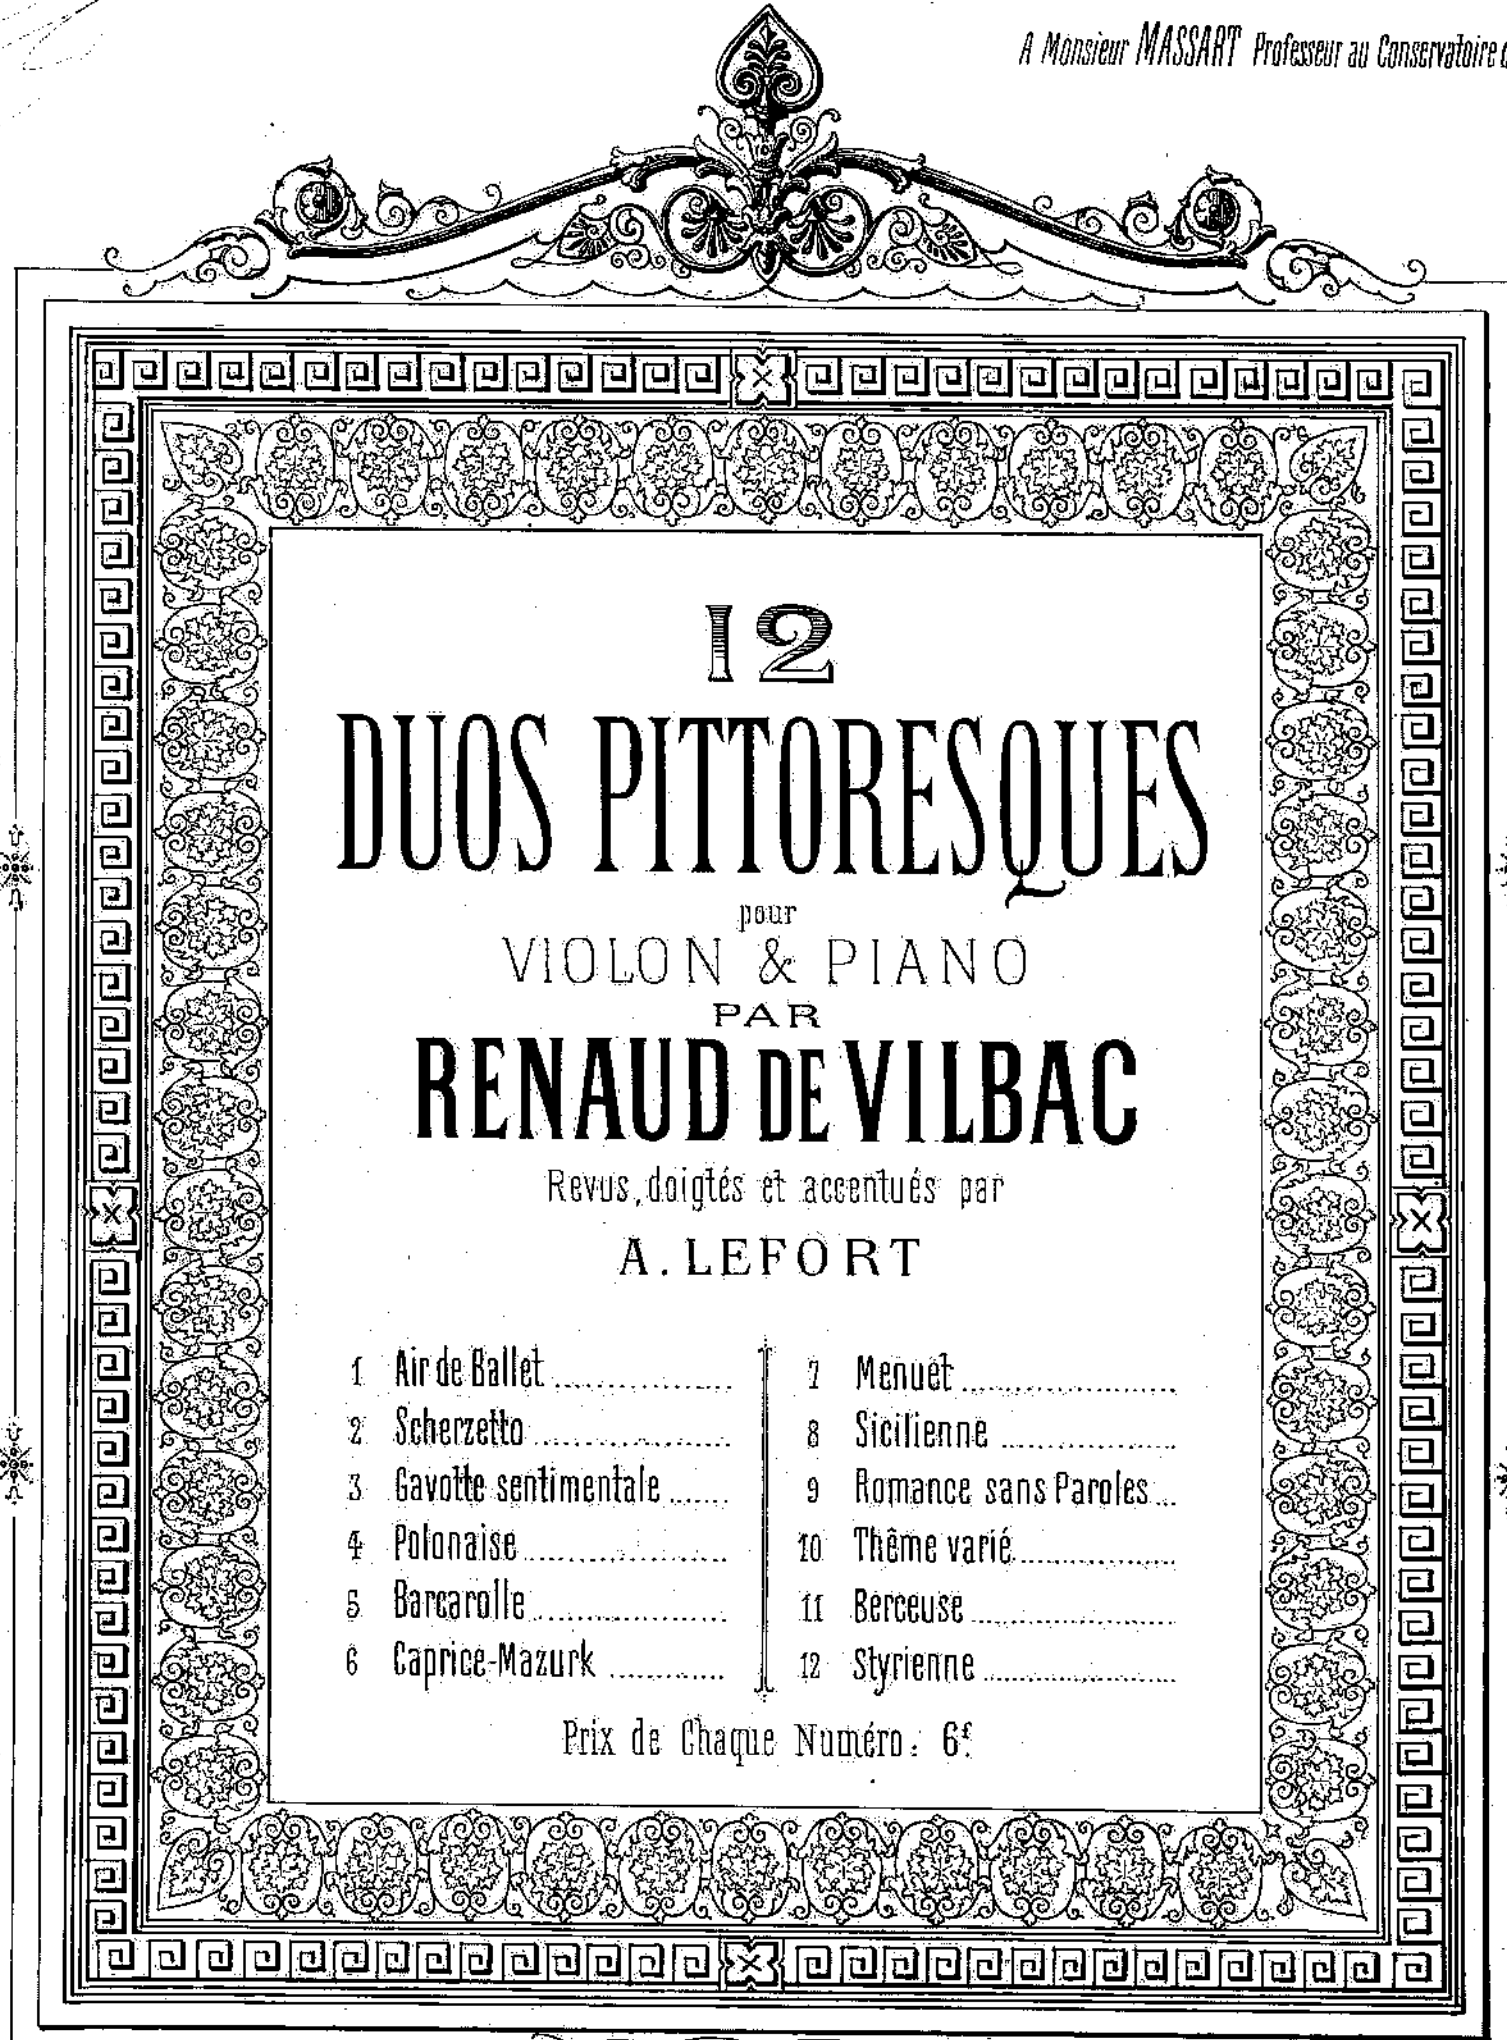 A Monsieur MASSART Professeur au Conservatoire
12
DUOS PITTORESQUES
pour
VIOLON & PIANO
PAR
RENAUD DE VILBAC
Revus, doigtés et accentués par
A. LEFORT
1 Air de Ballet
2 Scherzetto
3 Gavotte sentimentale
4 Polonaise
5 Barcarolle
6 Caprice-Mazurk
7 Menuet
8 Sicilienne
9 Romance sans Paroles
10 Thême varié
11 Berceuse
12 Styrienne
Prix de Chaque Numéro: 6f.